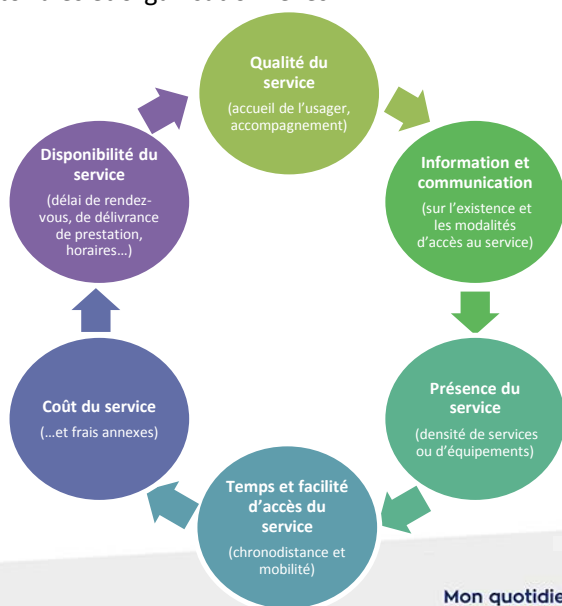 Qualité du
service
(accueil de l'usager,
accompagnement)
Information et
communication
(sur l'existence et
les modalités
d'accès au service)
Présence du
service
(densité de services
ou d'équipements)
Temps et facilité
d'accès du
service
(chronodistance et
mobilité)
Coût du service
(…et frais annexes)
Disponibilité du
service
(délai de rendez-
vous, de délivrance
de prestation,
horaires…)
Mon quotidie